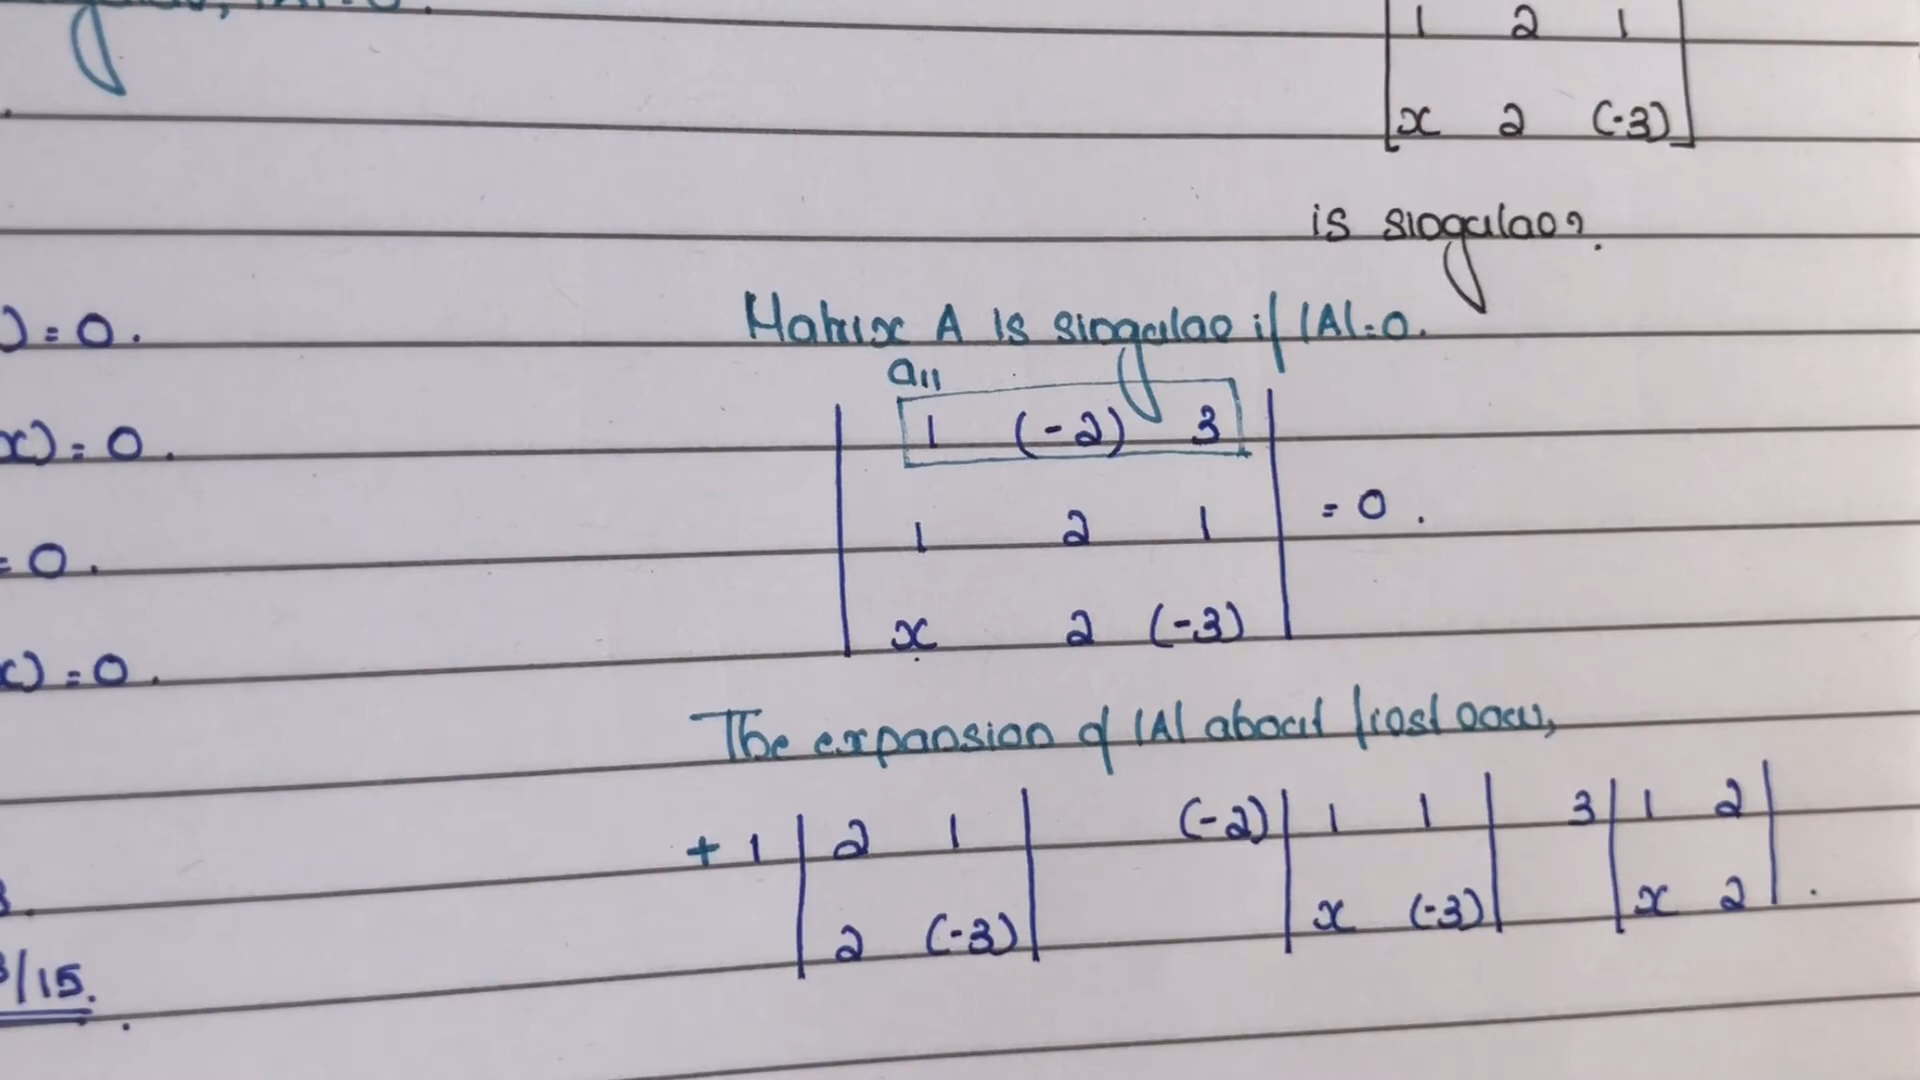 1 2 1
x 2 (-3)
is singular?
) = 0.
Matrix A is singular if |A| = 0.
a11
x) = 0.
| 1 (-2) 3 |
| 1 2 1 | = 0.
= 0.
| x 2 (-3) |
x) = 0.
The expansion of |A| about first row,
+ 1 | 2 1 | (-2) | 1 1 | 3 | 1 2 |
| 2 (-3) | | x (-3) | | x 2 | .
/15.